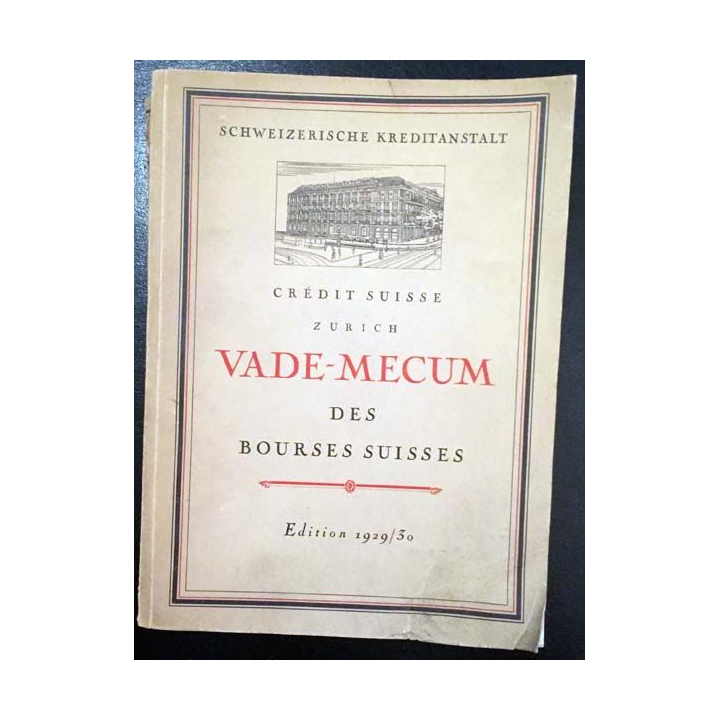 SCHWEIZERISCHE KREDITANSTALT
CRÉDIT SUISSE
ZURICH
VADE-MECUM
DES
BOURSES SUISSES
Edition 1929/30